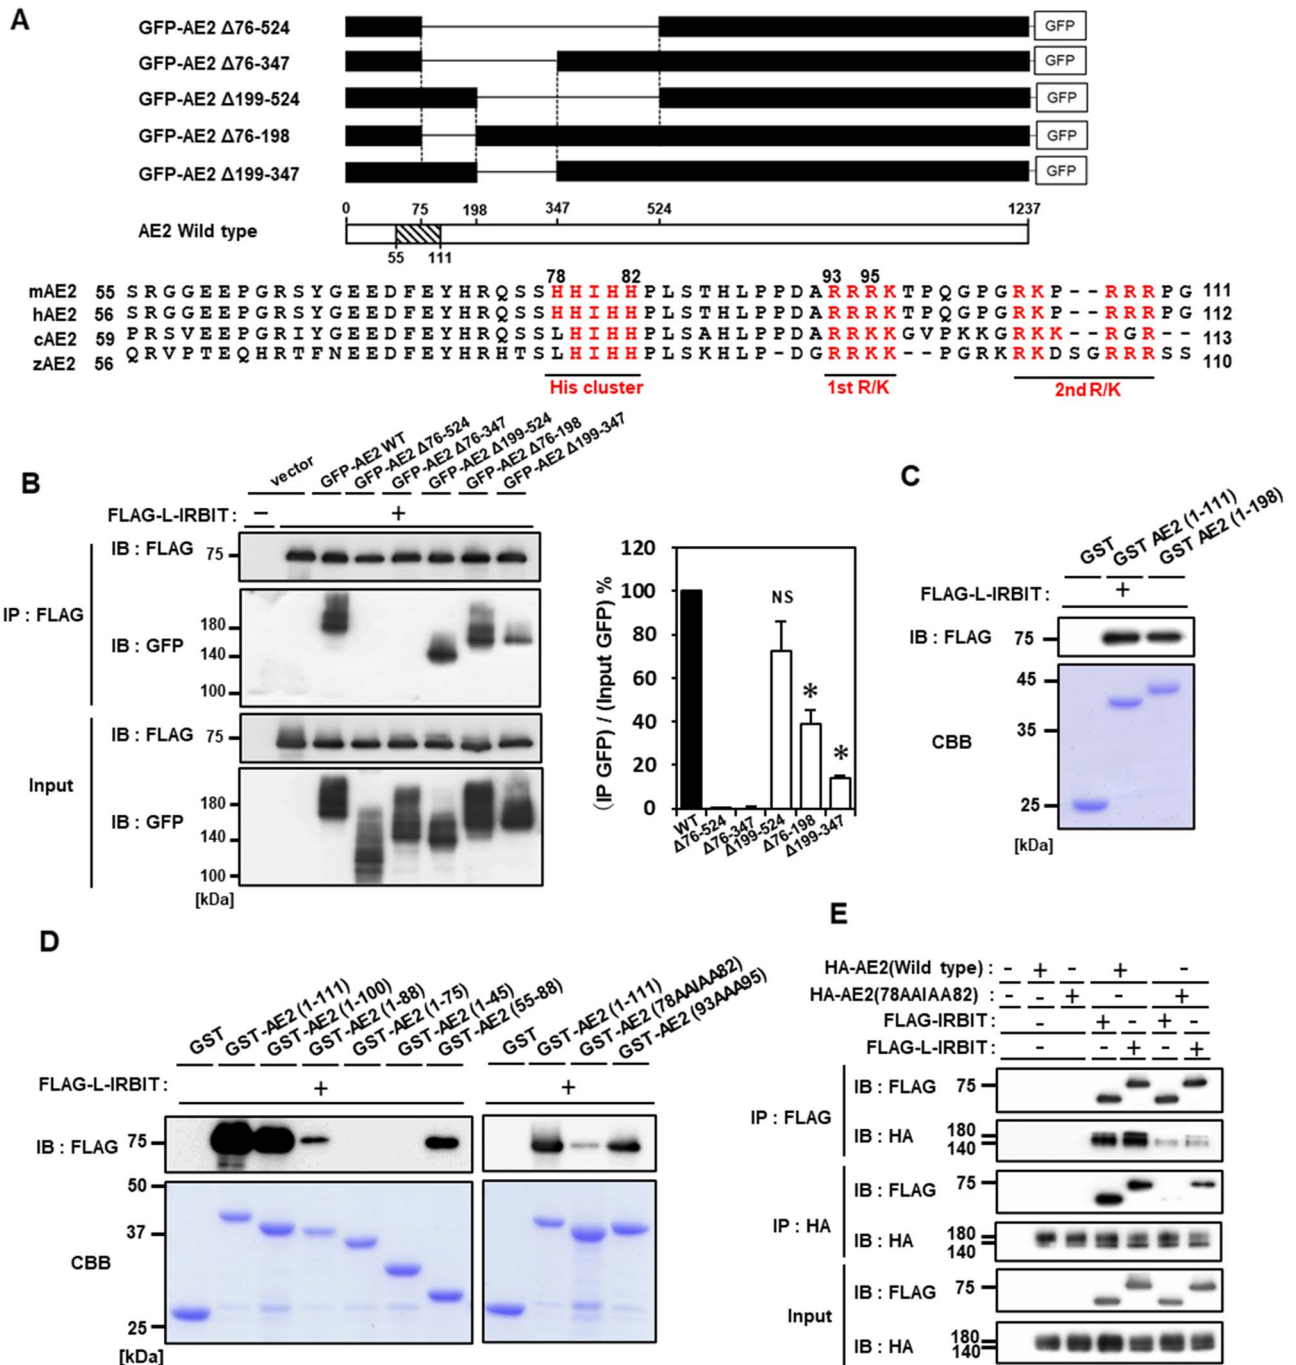 A
GFP-AE2 Δ76-524 GFP
GFP-AE2 Δ76-347 GFP
GFP-AE2 Δ199-524 GFP
GFP-AE2 Δ76-198 GFP
GFP-AE2 Δ199-347 GFP
0 75 198 347 524 1237
AE2 Wild type
55 111
78 82 93 95
mAE2 55 SRGGEEPGRSYGEEDFEYHRQSSHHIHHPLSTHLPPDARRRKTPQGPGRKP--RRRPG 111
hAE2 56 SRGGEEPGRSYGEEDFEYHRQSSHHIHHPLSTHLPPDARRRKTPQGPGRKP--RRRPG 112
cAE2 59 PRSVEEPGRIYGEEDFEYHRQSSLHIHHPLSAHLPPDARRKKGVPKKGRKK--RGR-- 113
zAE2 56 QRVPTEQHRTFNEEDFEYHRHTSLHIHHPLSKHLP-DGRRKK--PGRKRKDSGRRRSS 110
His cluster 1st R/K 2nd R/K
B
vector
GFP-AE2 WT
GFP-AE2 Δ76-524
GFP-AE2 Δ76-347
GFP-AE2 Δ199-524
GFP-AE2 Δ76-198
GFP-AE2 Δ199-347
FLAG-L-IRBIT : − +
IP : FLAG
IB : FLAG 75
IB : GFP
180
140
100
Input
IB : FLAG 75
IB : GFP
180
140
100
[kDa]
(IP GFP) / (Input GFP) %
120
100
80
60
40
20
0
NS
*
*
WT
Δ76-524
Δ76-347
Δ199-524
Δ76-198
Δ199-347
C
GST
GST AE2 (1-111)
GST AE2 (1-198)
FLAG-L-IRBIT : +
IB : FLAG 75
CBB
45
35
25
[kDa]
D
GST
GST-AE2 (1-111)
GST-AE2 (1-100)
GST-AE2 (1-88)
GST-AE2 (1-75)
GST-AE2 (1-45)
GST-AE2 (55-88)
GST
GST-AE2 (1-111)
GST-AE2 (78AAIAA82)
GST-AE2 (93AAA95)
FLAG-L-IRBIT : + +
IB : FLAG 75
CBB
50
37
25
[kDa]
E
HA-AE2(Wild type) : - + - + -
HA-AE2(78AAIAA82) : - - + - +
FLAG-IRBIT : - + - + -
FLAG-L-IRBIT : - - + - +
IP : FLAG
IB : FLAG 75
IB : HA 180 140
IP : HA
IB : FLAG 75
IB : HA 180 140
Input
IB : FLAG 75
IB : HA 180 140